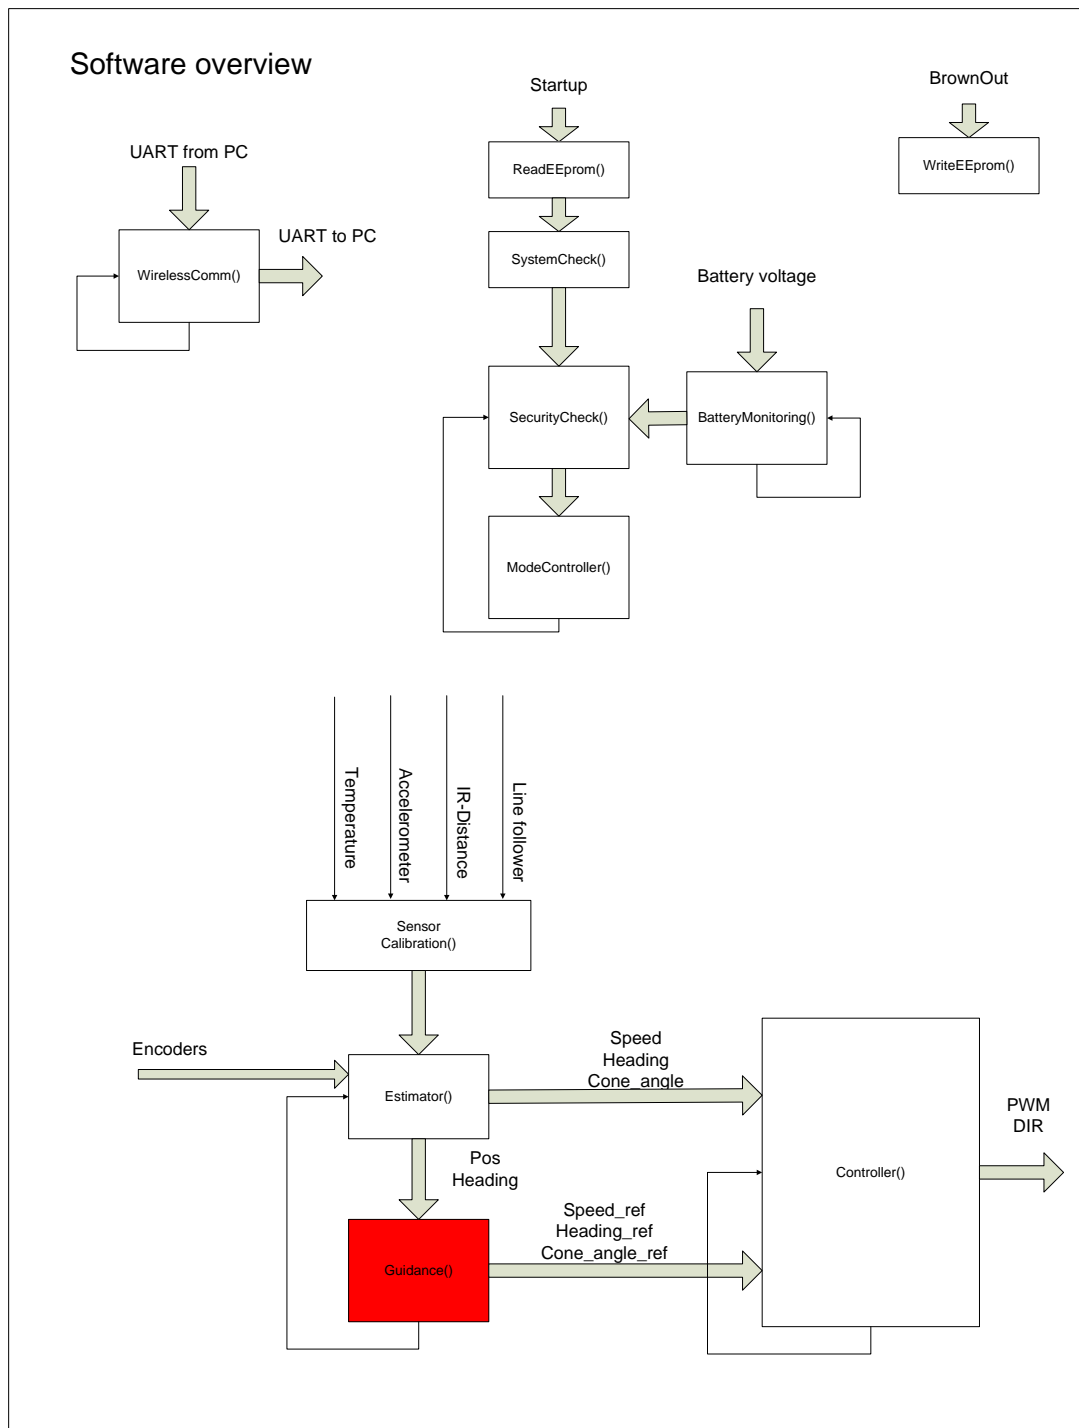 Software overview
Startup
BrownOut
UART from PC
ReadEEprom()
WriteEEprom()
UART to PC
SystemCheck()
WirelessComm()
Battery voltage
SecurityCheck()
BatteryMonitoring()
ModeController()
Temperature
Accelerometer
IR-Distance
Line follower
Sensor
Calibration()
Encoders
Estimator()
Speed
Heading
Cone_angle
PWM
DIR
Controller()
Pos
Heading
Speed_ref
Heading_ref
Cone_angle_ref
Guidance()